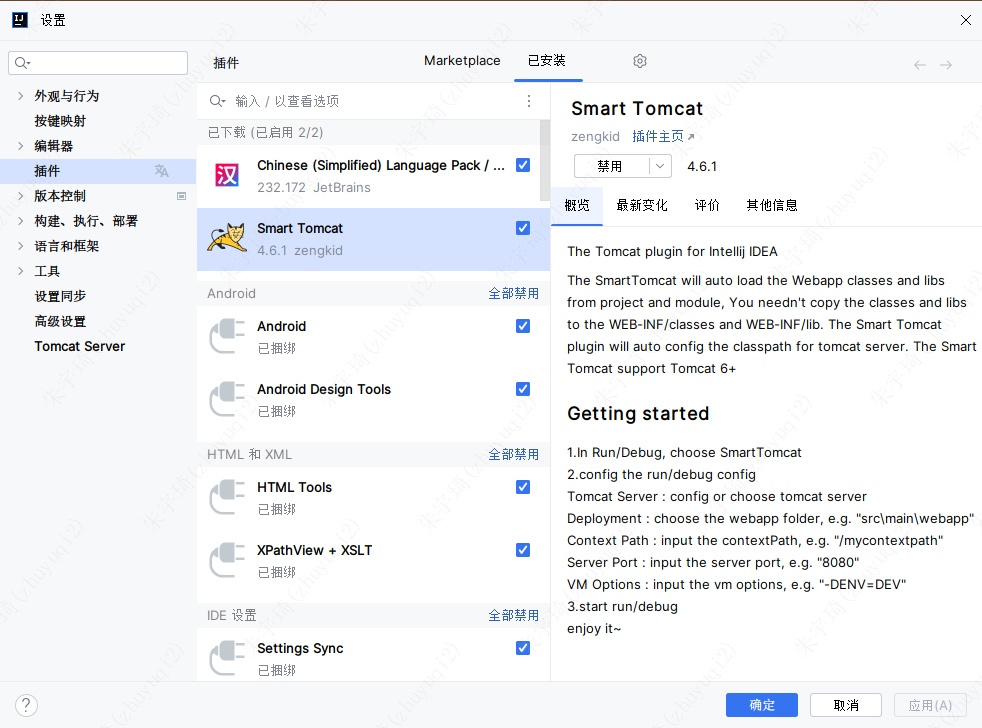 设置
插件
Marketplace
已安装
外观与行为
按键映射
编辑器
插件
版本控制
构建、执行、部署
语言和框架
工具
设置同步
高级设置
Tomcat Server
输入 / 以查看选项
已下载 (已启用 2/2)
Chinese (Simplified) Language Pack / ...
232.172 JetBrains
Smart Tomcat
4.6.1 zengkid
Android
全部禁用
Android
已捆绑
Android Design Tools
已捆绑
HTML 和 XML
全部禁用
HTML Tools
已捆绑
XPathView + XSLT
已捆绑
IDE 设置
全部禁用
Settings Sync
已捆绑
Smart Tomcat
zengkid 插件主页
禁用
4.6.1
概览
最新变化
评价
其他信息
The Tomcat plugin for Intellij IDEA
The SmartTomcat will auto load the Webapp classes and libs
from project and module, You needn't copy the classes and libs
to the WEB-INF/classes and WEB-INF/lib. The Smart Tomcat
plugin will auto config the classpath for tomcat server. The Smart
Tomcat support Tomcat 6+
Getting started
1.In Run/Debug, choose SmartTomcat
2.config the run/debug config
Tomcat Server : config or choose tomcat server
Deployment : choose the webapp folder, e.g. "src\main\webapp"
Context Path : input the contextPath, e.g. "/mycontextpath"
Server Port : input the server port, e.g. "8080"
VM Options : input the vm options, e.g. "-DENV=DEV"
3.start run/debug
enjoy it~
确定
取消
应用(A)